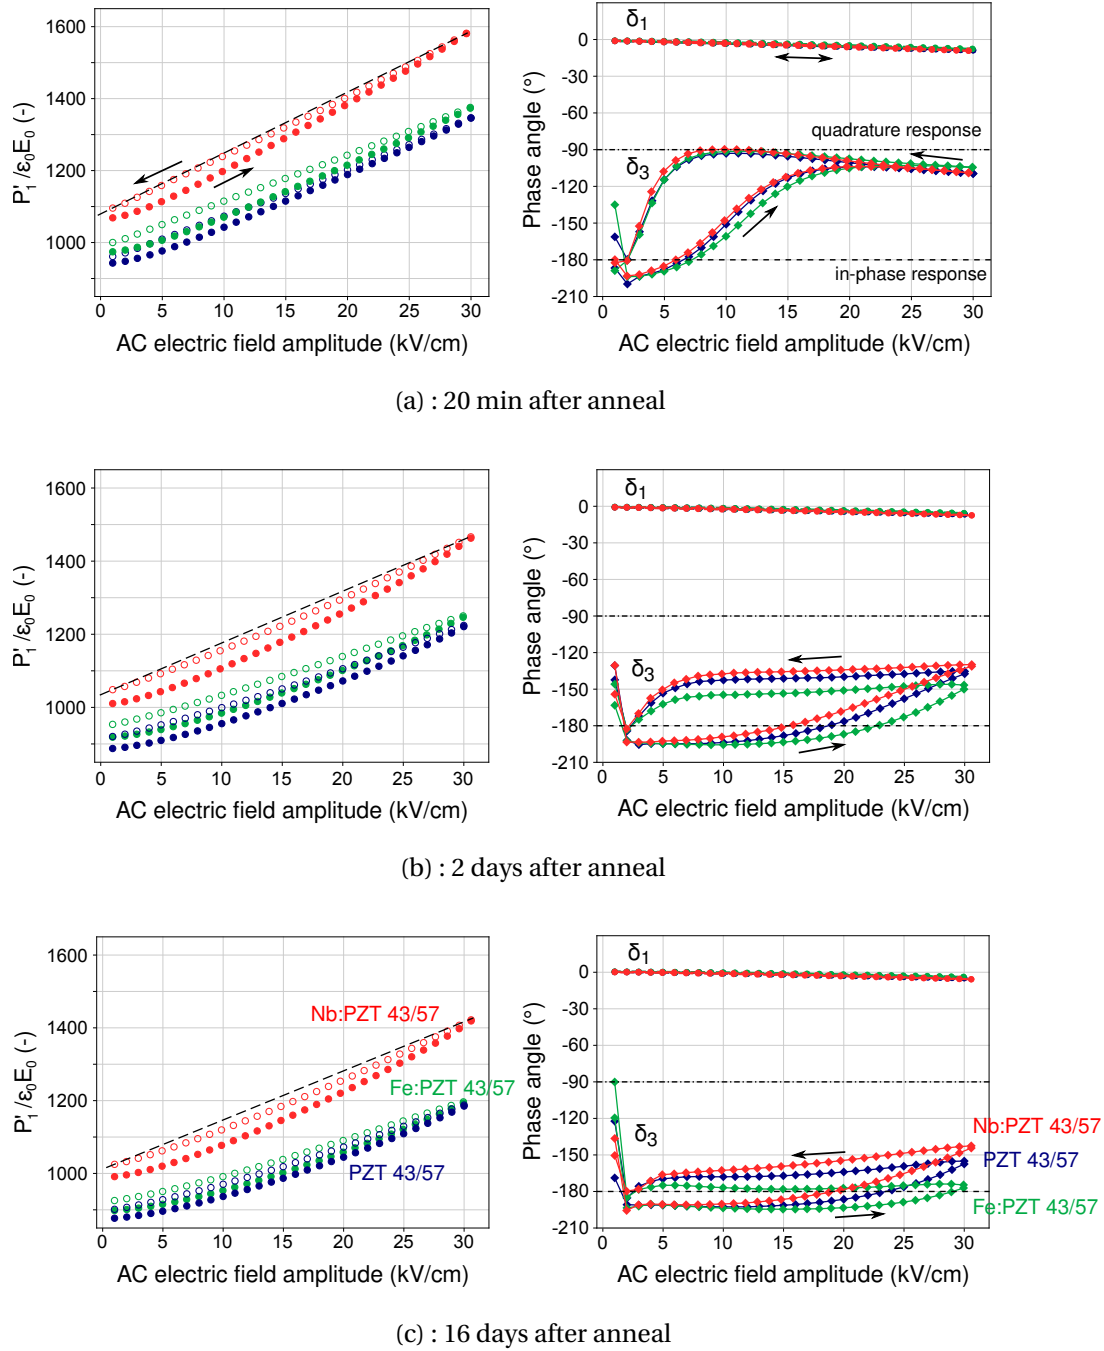 1600
1400
1200
1000
P'₁/ε₀E₀ (-)
0
5
10
15
20
25
30
AC electric field amplitude (kV/cm)
δ₁
0
-30
-60
-90
-120
-150
-180
-210
Phase angle (°)
quadrature response
δ₃
in-phase response
0
5
10
15
20
25
30
AC electric field amplitude (kV/cm)
(a) : 20 min after anneal
1600
1400
1200
1000
P'₁/ε₀E₀ (-)
0
5
10
15
20
25
30
AC electric field amplitude (kV/cm)
δ₁
0
-30
-60
-90
-120
-150
-180
-210
Phase angle (°)
δ₃
0
5
10
15
20
25
30
AC electric field amplitude (kV/cm)
(b) : 2 days after anneal
1600
1400
1200
1000
P'₁/ε₀E₀ (-)
Nb:PZT 43/57
Fe:PZT 43/57
PZT 43/57
0
5
10
15
20
25
30
AC electric field amplitude (kV/cm)
δ₁
0
-30
-60
-90
-120
-150
-180
-210
Phase angle (°)
δ₃
Nb:PZT 43/57
PZT 43/57
Fe:PZT 43/57
0
5
10
15
20
25
30
AC electric field amplitude (kV/cm)
(c) : 16 days after anneal